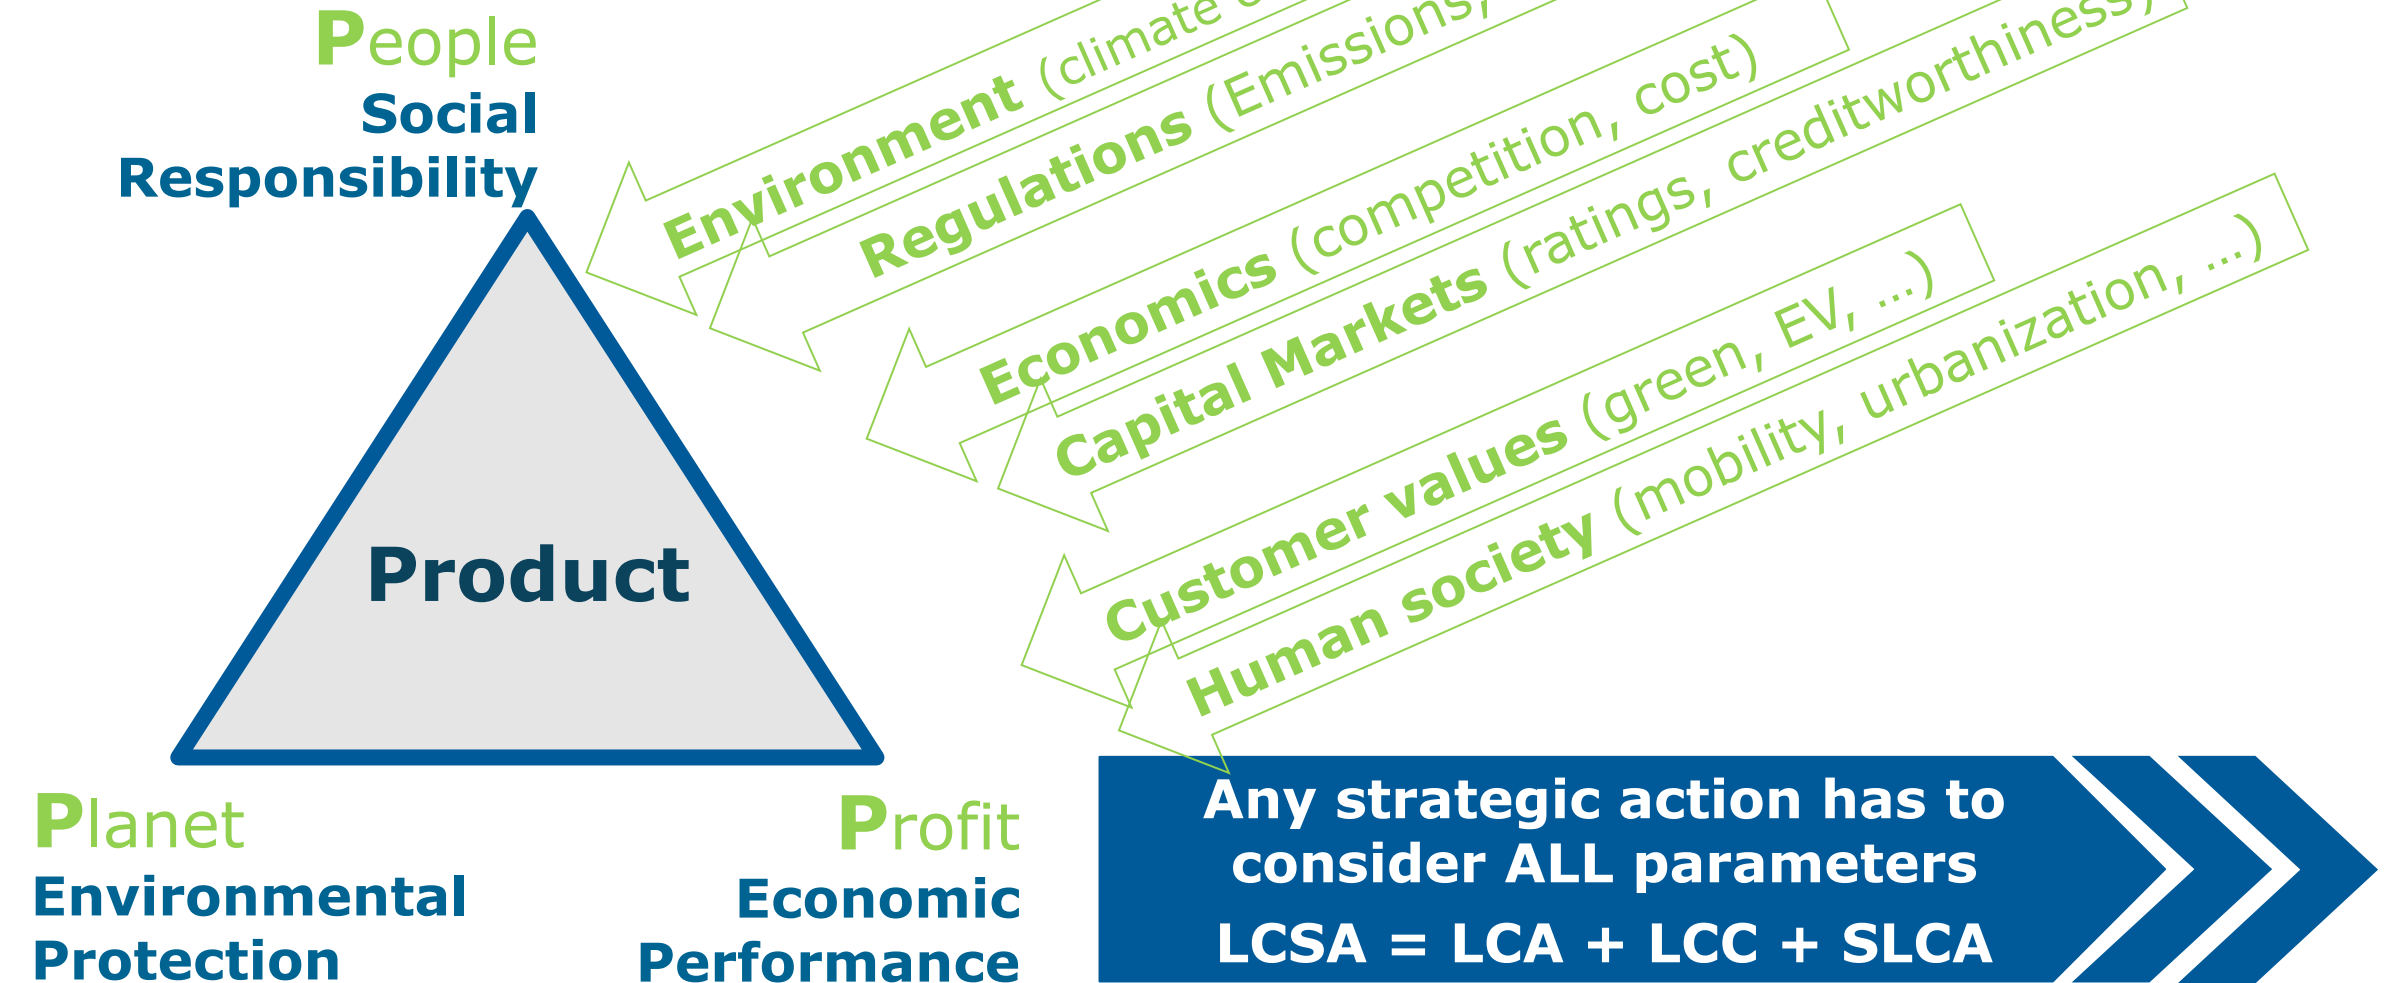 People
Social
Responsibility
Product
Planet
Environmental
Protection
Profit
Economic
Performance
Environment (climate
Regulations (Emissions,
Economics (competition, cost)
Capital Markets (ratings, creditworthiness)
Customer values (green, EV, ...)
Human society (mobility, urbanization, ...)
Any strategic action has to
consider ALL parameters
LCSA = LCA + LCC + SLCA